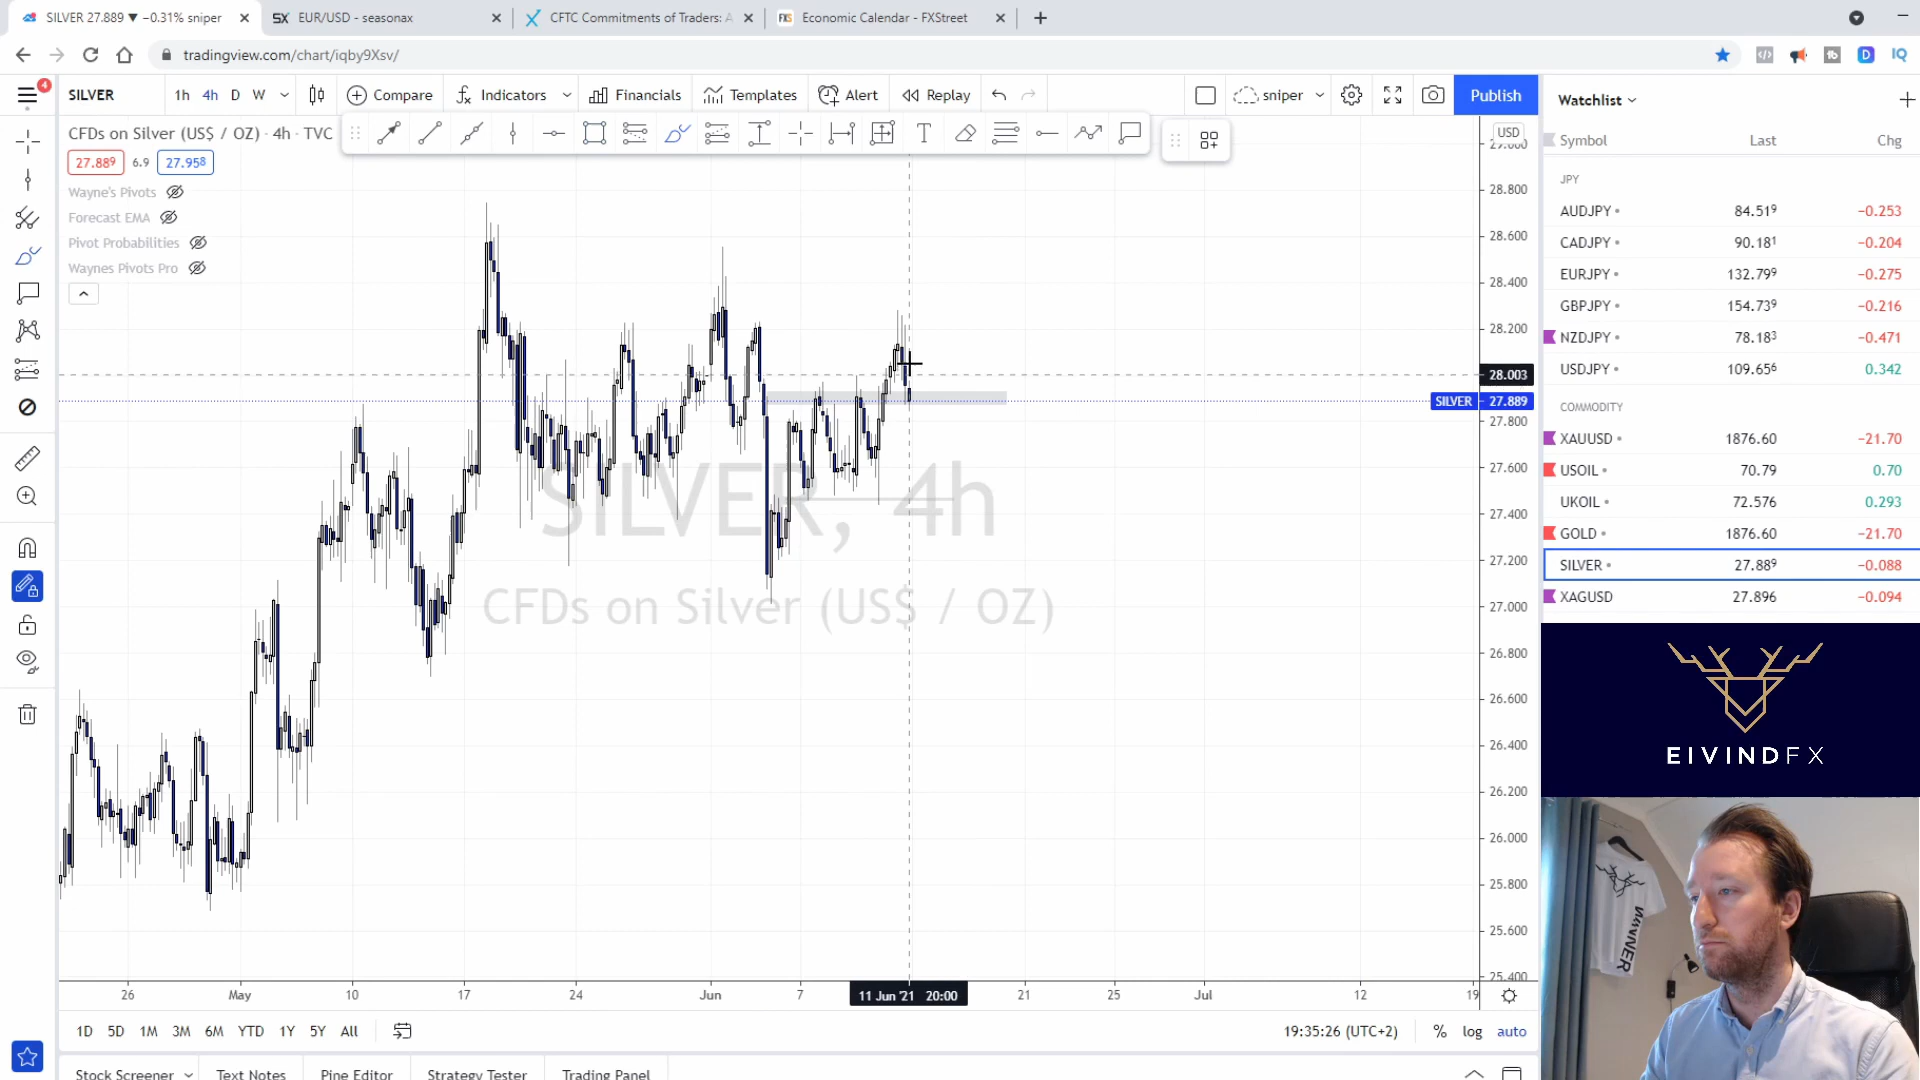 SILVER 27.889 ▼ −0.31% sniper
EUR/USD - seasonax
CFTC Commitments of Traders: A
Economic Calendar - FXStreet
tradingview.com/chart/iqby9Xsv/
4
SILVER
1h 4h D W
Compare
Indicators
Financials
Templates
Alert
Replay
sniper
Publish
CFDs on Silver (US$ / OZ) · 4h · TVC
27.889 6.9 27.958
Wayne's Pivots
Forecast EMA
Pivot Probabilities
Waynes Pivots Pro
SILVER, 4h
CFDs on Silver (US$ / OZ)
USD
29.000
28.800
28.600
28.400
28.200
28.003
SILVER 27.889
27.800
27.600
27.400
27.200
27.000
26.800
26.600
26.400
26.200
26.000
25.800
25.600
25.400
26 May 10 17 24 Jun 7 11 Jun '21 20:00 21 25 Jul 12 19
1D 5D 1M 3M 6M YTD 1Y 5Y All
19:35:26 (UTC+2) % log auto
Stock Screener Text Notes Pine Editor Strategy Tester Trading Panel
Watchlist
Symbol Last Chg
JPY
AUDJPY 84.519 −0.253
CADJPY 90.181 −0.204
EURJPY 132.799 −0.275
GBPJPY 154.739 −0.216
NZDJPY 78.183 −0.471
USDJPY 109.656 0.342
COMMODITY
XAUUSD 1876.60 −21.70
USOIL 70.79 0.70
UKOIL 72.576 0.293
GOLD 1876.60 −21.70
SILVER 27.889 −0.088
XAGUSD 27.896 −0.094
EIVINDFX
WINNER